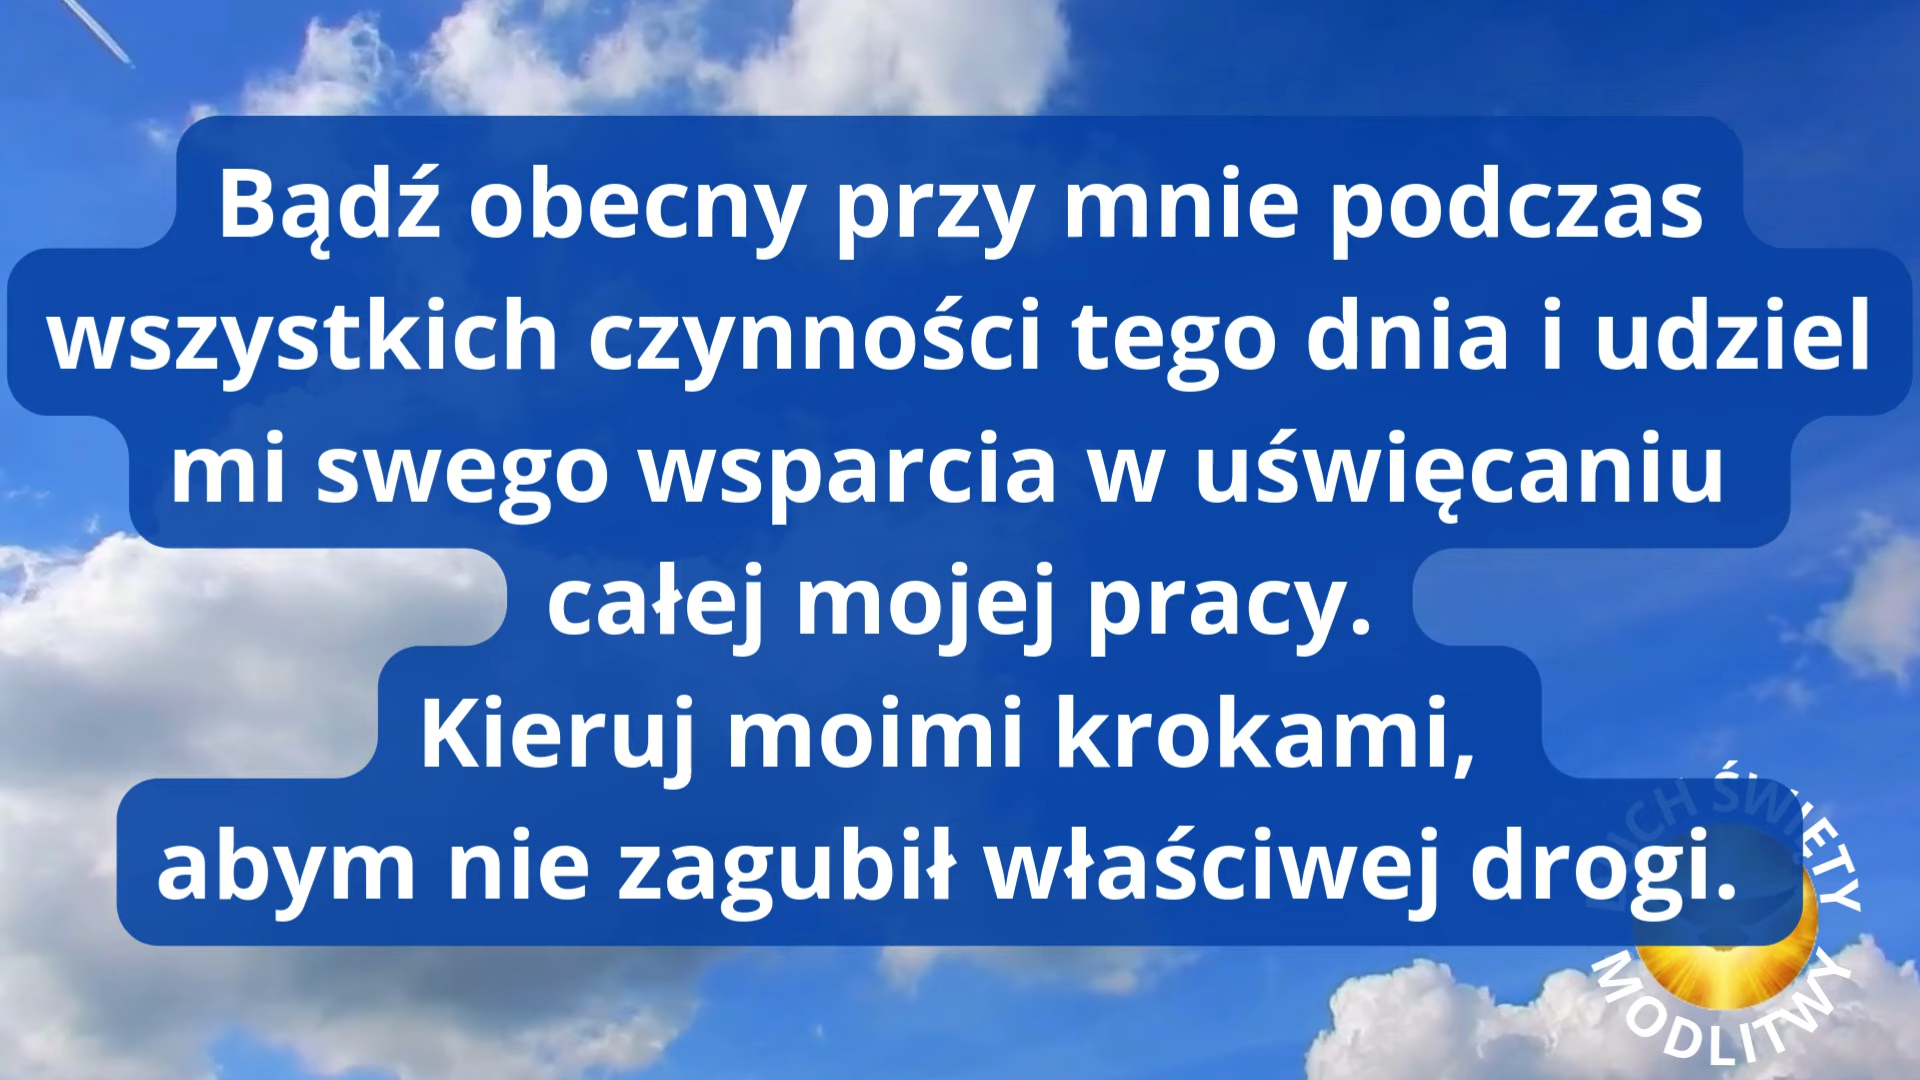 Bądź obecny przy mnie podczas
wszystkich czynności tego dnia i udziel
mi swego wsparcia w uświęcaniu
całej mojej pracy.
Kieruj moimi krokami,
abym nie zagubił właściwej drogi.
ŚWIĘTY
MODLITWY